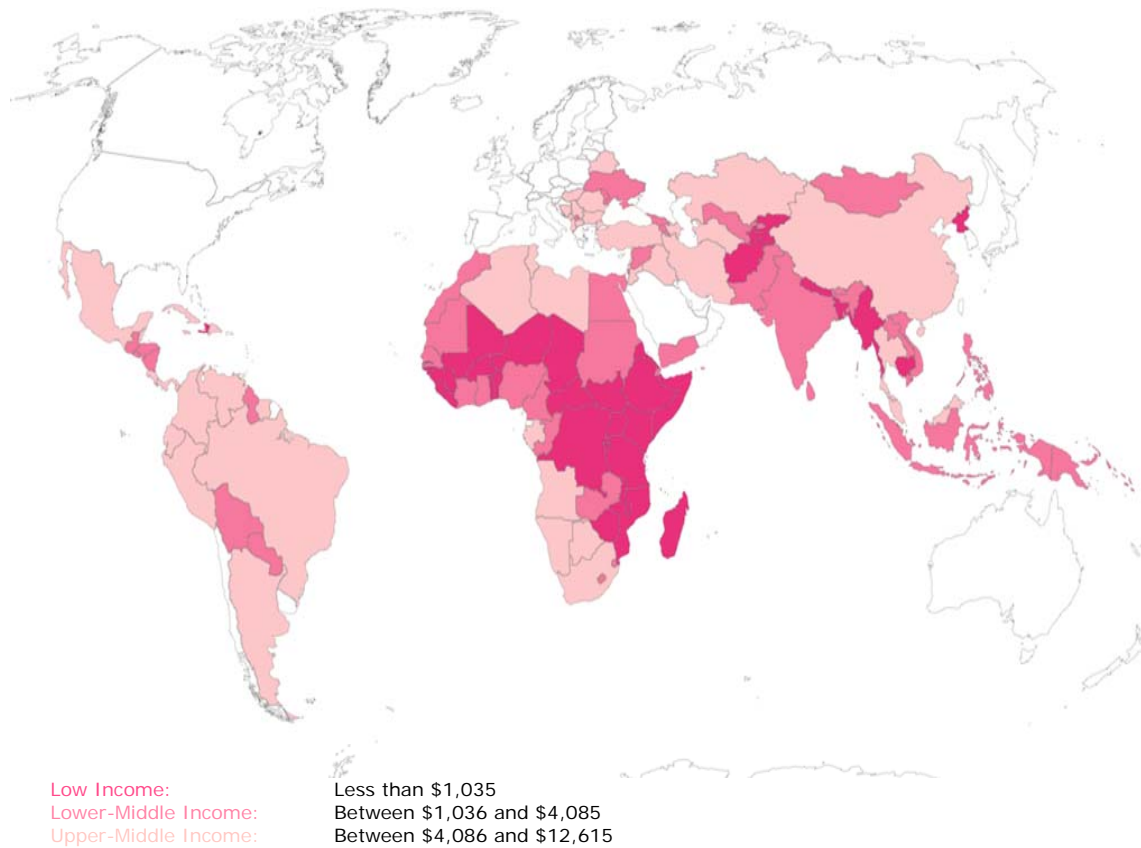 Low Income: Less than $1,035
Lower-Middle Income: Between $1,036 and $4,085
Upper-Middle Income: Between $4,086 and $12,615